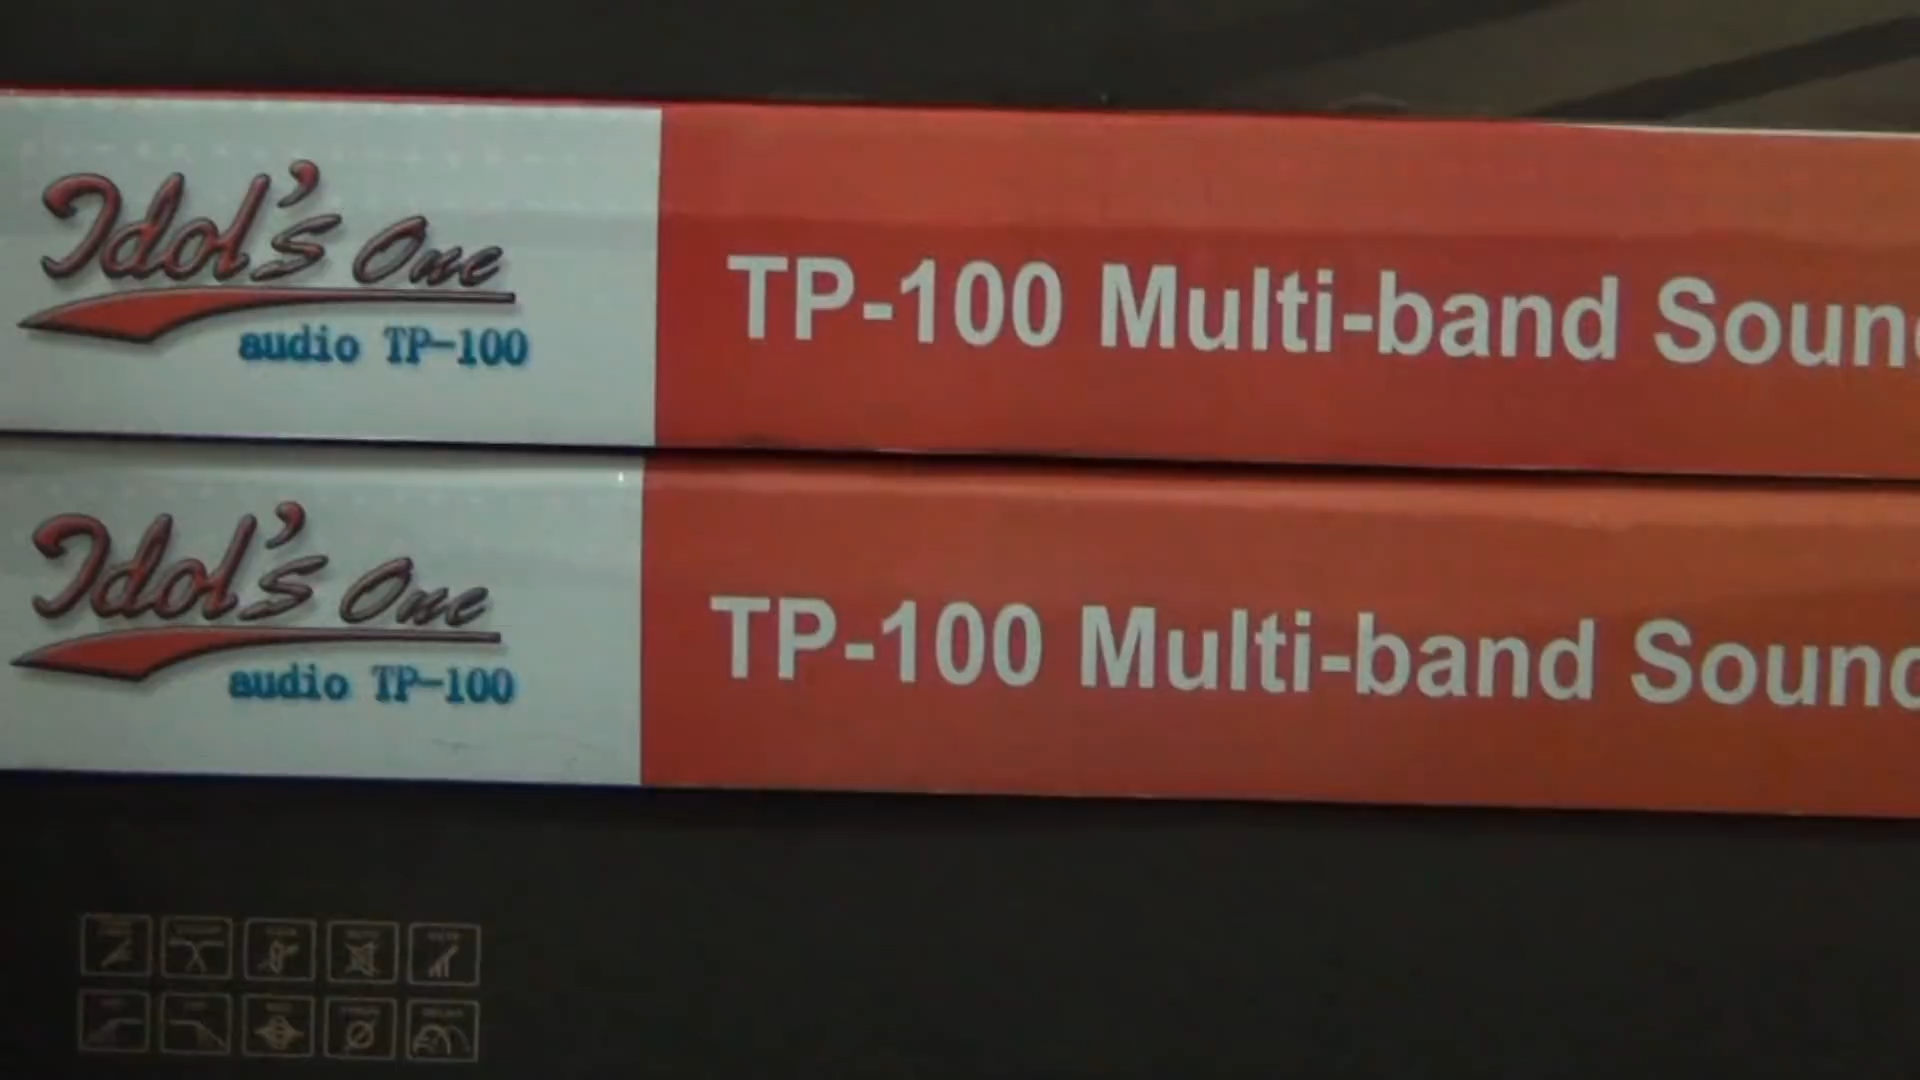 Idol's One
audio TP-100
TP-100 Multi-band Soun
Idol's One
audio TP-100
TP-100 Multi-band Sound